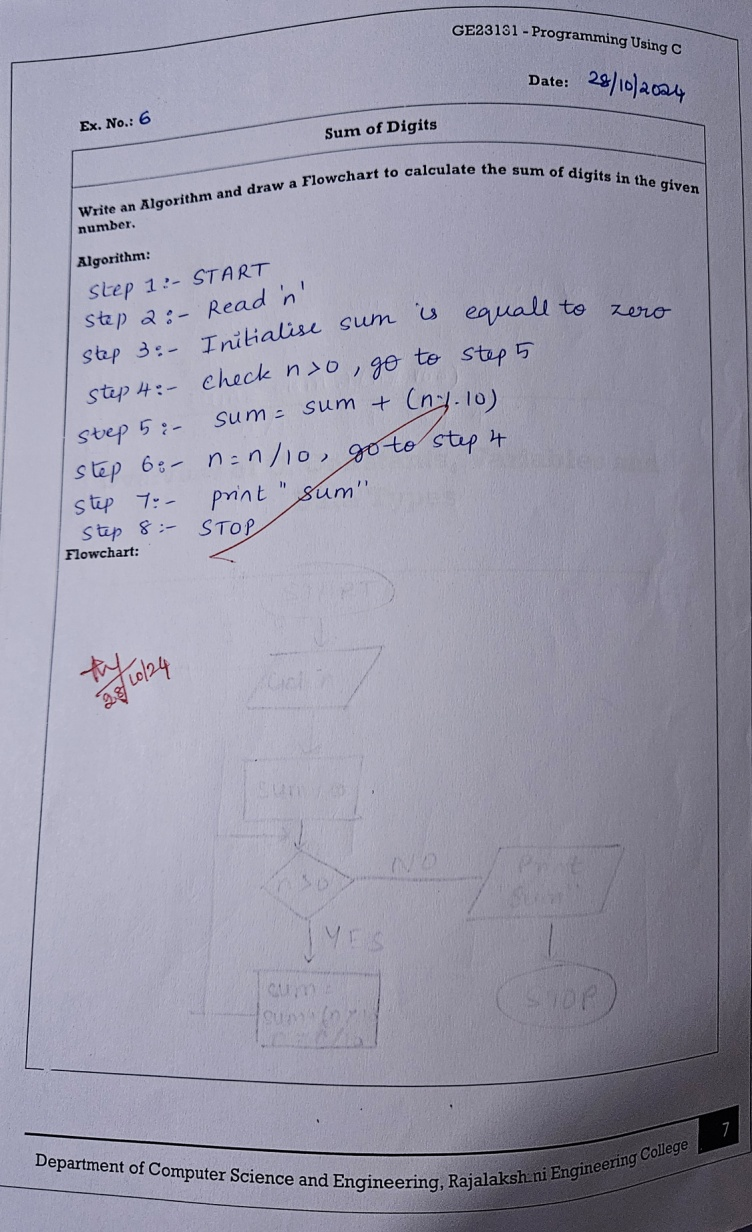 GE23131 - Programming Using C
Date: 28/10/2024
Ex. No.: 6
Sum of Digits
Write an Algorithm and draw a Flowchart to calculate the sum of digits in the given
number.
Algorithm:
Step 1:- START
Step 2:- Read 'n'
Step 3:- Initialise sum is equall to zero
Step 4:- check n>0, go to step 5
Step 5:- sum = sum + (n%10)
Step 6:- n=n/10, go to step 4
Step 7:- print "sum"
Step 8:- STOP
Flowchart:
28/10/24
START
sum = 0
n>0
NO
Print
"Sum"
YES
STOP
sum =
7
Department of Computer Science and Engineering, Rajalakshmi Engineering College